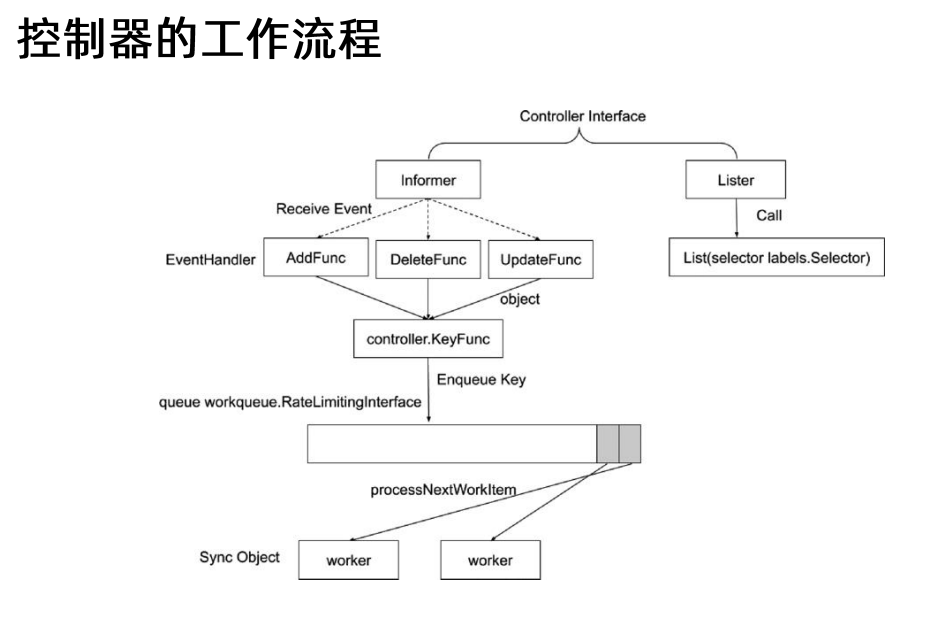 控制器的工作流程
Controller Interface
Informer
Lister
Receive Event
Call
EventHandler
AddFunc
DeleteFunc
UpdateFunc
List(selector labels.Selector)
object
controller.KeyFunc
Enqueue Key
queue workqueue.RateLimitingInterface
processNextWorkItem
Sync Object
worker
worker